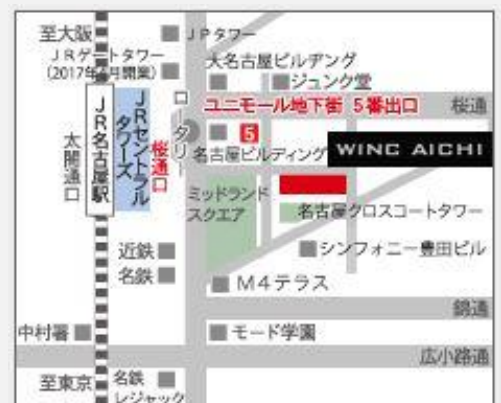 至大阪
JPタワー
JRゲートタワー
(2017年4月開業)
大名古屋ビルヂング
ジュンク堂
ユニモール地下街 5番出口
桜通
ロータリー
5
名古屋ビルディング
WINC AICHI
JR名古屋駅
JRセントラル
タワーズ
桜通口
太閤通口
ミッドランド
スクエア
名古屋クロスコートタワー
近鉄
名鉄
シンフォニー豊田ビル
M4テラス
錦通
中村署
モード学園
広小路通
至東京
名鉄
レジャック